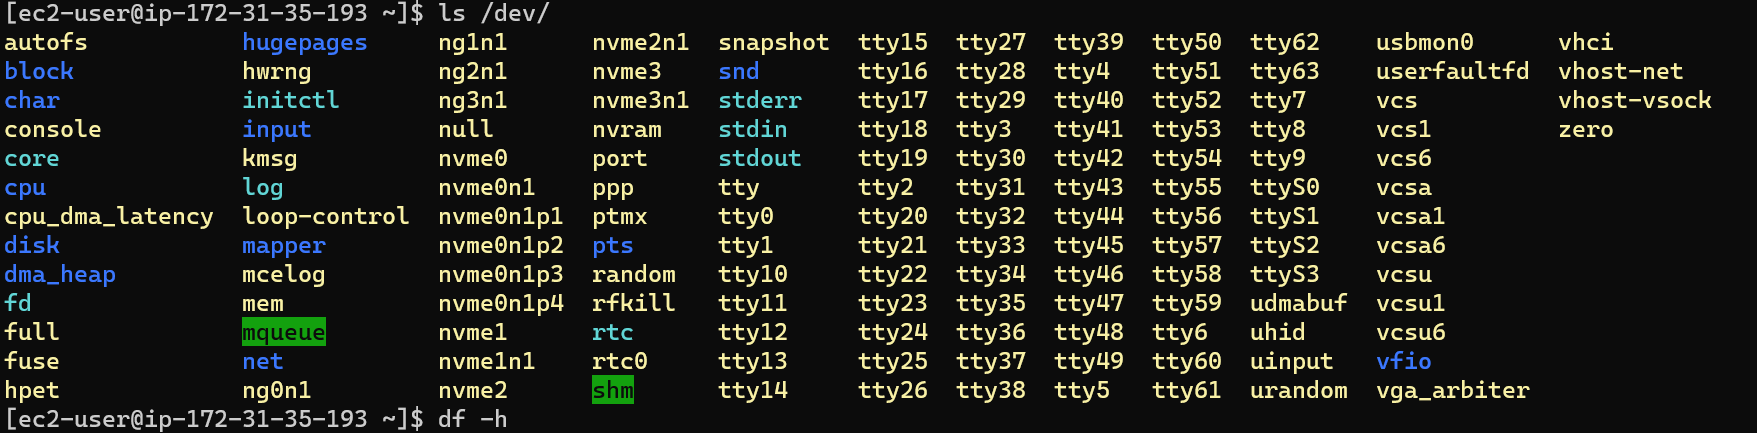 [ec2-user@ip-172-31-35-193 ~]$ ls /dev/
autofs hugepages ng1n1 nvme2n1 snapshot tty15 tty27 tty39 tty50 tty62 usbmon0 vhci
block hwrng ng2n1 nvme3 snd tty16 tty28 tty4 tty51 tty63 userfaultfd vhost-net
char initctl ng3n1 nvme3n1 stderr tty17 tty29 tty40 tty52 tty7 vcs vhost-vsock
console input null nvram stdin tty18 tty3 tty41 tty53 tty8 vcs1 zero
core kmsg nvme0 port stdout tty19 tty30 tty42 tty54 tty9 vcs6
cpu log nvme0n1 ppp tty tty2 tty31 tty43 tty55 ttyS0 vcsa
cpu_dma_latency loop-control nvme0n1p1 ptmx tty0 tty20 tty32 tty44 tty56 ttyS1 vcsa1
disk mapper nvme0n1p2 pts tty1 tty21 tty33 tty45 tty57 ttyS2 vcsa6
dma_heap mcelog nvme0n1p3 random tty10 tty22 tty34 tty46 tty58 ttyS3 vcsu
fd mem nvme0n1p4 rfkill tty11 tty23 tty35 tty47 tty59 udmabuf vcsu1
full mqueue nvme1 rtc tty12 tty24 tty36 tty48 tty6 uhid vcsu6
fuse net nvme1n1 rtc0 tty13 tty25 tty37 tty49 tty60 uinput vfio
hpet ng0n1 nvme2 shm tty14 tty26 tty38 tty5 tty61 urandom vga_arbiter
[ec2-user@ip-172-31-35-193 ~]$ df -h